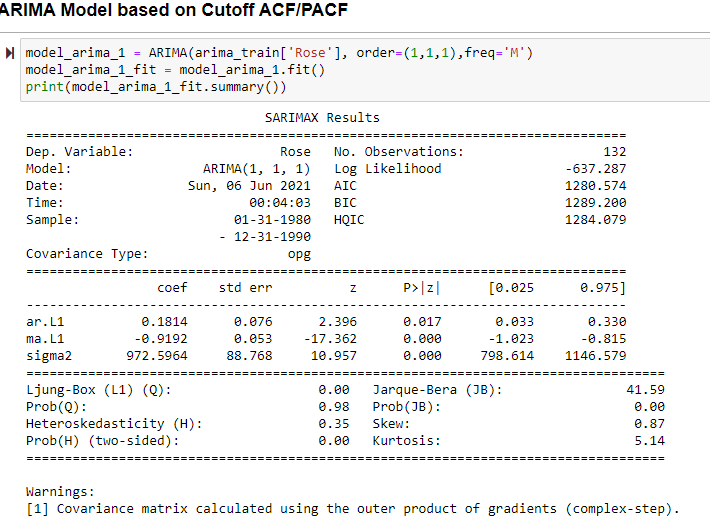 ARIMA Model based on Cutoff ACF/PACF
model_arima_1 = ARIMA(arima_train['Rose'], order=(1,1,1),freq='M')
model_arima_1_fit = model_arima_1.fit()
print(model_arima_1_fit.summary())
SARIMAX Results
==============================================================================
Dep. Variable: Rose No. Observations: 132
Model: ARIMA(1, 1, 1) Log Likelihood -637.287
Date: Sun, 06 Jun 2021 AIC 1280.574
Time: 00:04:03 BIC 1289.200
Sample: 01-31-1980 HQIC 1284.079
- 12-31-1990
Covariance Type: opg
==============================================================================
coef std err z P>|z| [0.025 0.975]
------------------------------------------------------------------------------
ar.L1 0.1814 0.076 2.396 0.017 0.033 0.330
ma.L1 -0.9192 0.053 -17.362 0.000 -1.023 -0.815
sigma2 972.5964 88.768 10.957 0.000 798.614 1146.579
===================================================================================
Ljung-Box (L1) (Q): 0.00 Jarque-Bera (JB): 41.59
Prob(Q): 0.98 Prob(JB): 0.00
Heteroskedasticity (H): 0.35 Skew: 0.87
Prob(H) (two-sided): 0.00 Kurtosis: 5.14
===================================================================================
Warnings:
[1] Covariance matrix calculated using the outer product of gradients (complex-step).